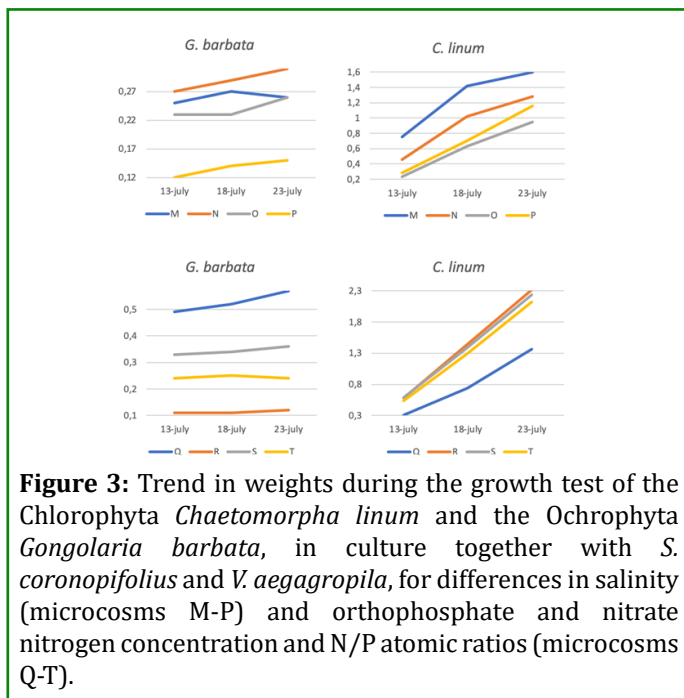 G. barbata
0,27
0,22
0,17
0,12
13-july 18-july 23-july
M N O P
C. linum
1,6
1,4
1,2
1
0,8
0,6
0,4
0,2
13-july 18-july 23-july
M N O P
G. barbata
0,5
0,4
0,3
0,2
0,1
13-july 18-july 23-july
Q R S T
C. linum
2,3
1,8
1,3
0,8
0,3
13-july 18-july 23-july
Q R S T
Figure 3: Trend in weights during the growth test of the
Chlorophyta Chaetomorpha linum and the Ochrophyta
Gongolaria barbata, in culture together with S.
coronopifolius and V. aegagropila, for differences in salinity
(microcosms M-P) and orthophosphate and nitrate
nitrogen concentration and N/P atomic ratios (microcosms
Q-T).